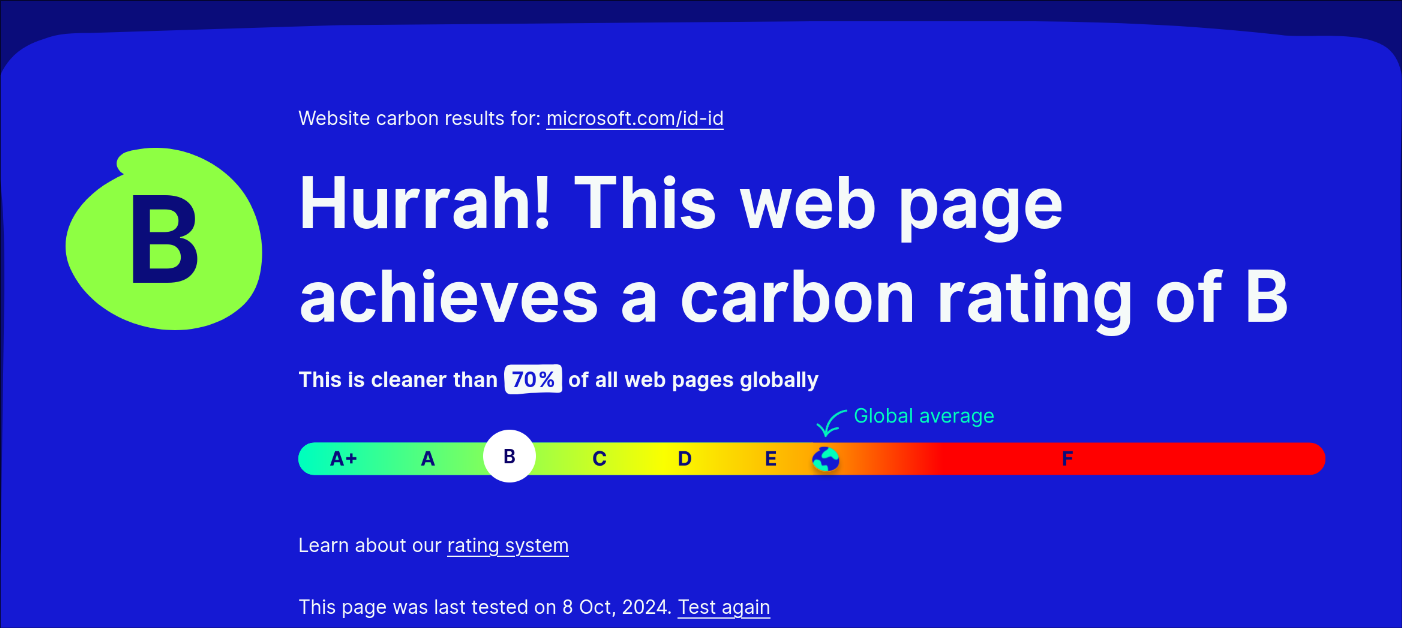 Website carbon results for: microsoft.com/id-id
B
Hurrah! This web page
achieves a carbon rating of B
This is cleaner than 70% of all web pages globally
Global average
A+ A B C D E F
Learn about our rating system
This page was last tested on 8 Oct, 2024. Test again